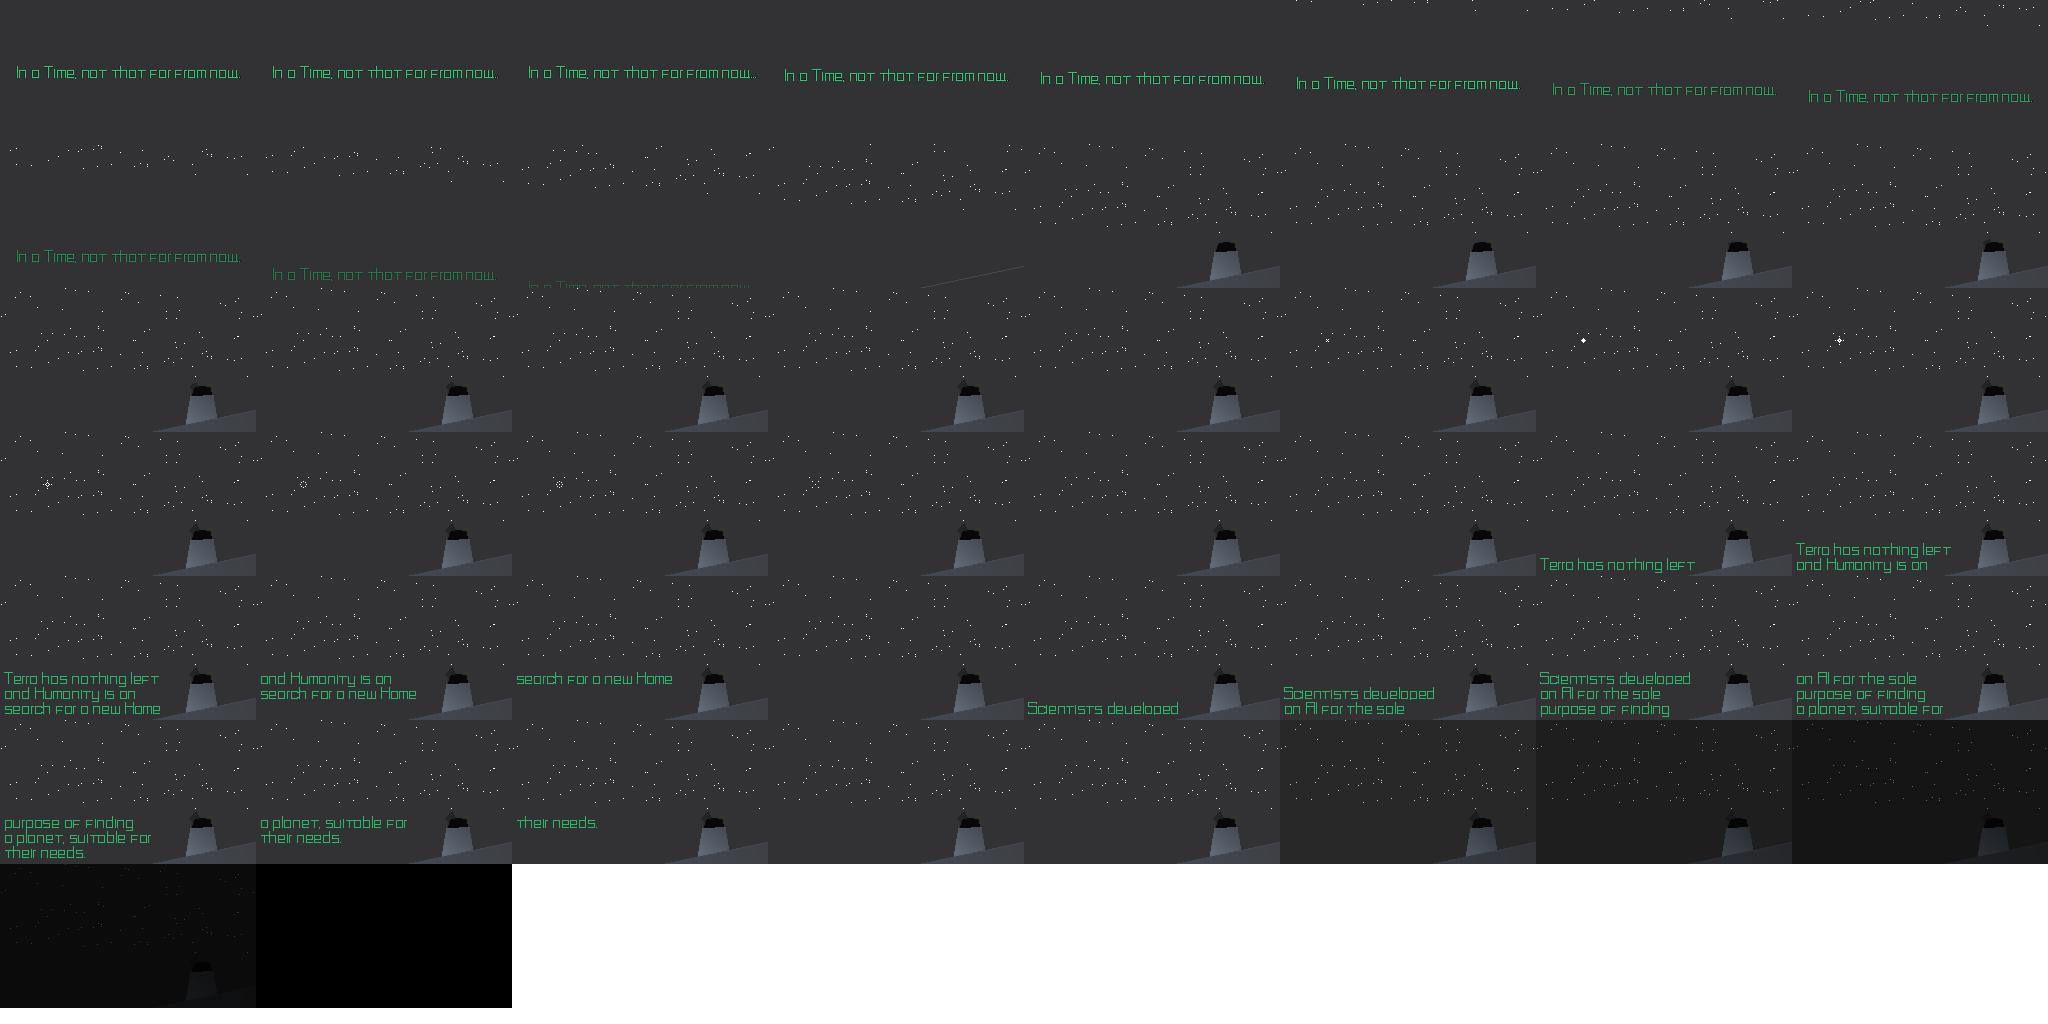 In a Time, not that far from now.
In a Time, not that far from now..
In a Time, not that far from now...
In a Time, not that far from now.
In a Time, not that far from now.
In a Time, not that far from now.
In a Time, not that far from now.
In a Time, not that far from now.
In a Time, not that far from now.
In a Time, not that far from now.
In a Time, not that far from now.
Terra has nothing left
Terra has nothing left
and Humanity is on
Terra has nothing left
and Humanity is on
search for a new Home
and Humanity is on
search for a new Home
search for a new Home
Scientists developed
Scientists developed
an AI for the sole
Scientists developed
an AI for the sole
purpose of finding
an AI for the sole
purpose of finding
a planet, suitable for
purpose of finding
a planet, suitable for
their needs.
a planet, suitable for
their needs.
their needs.